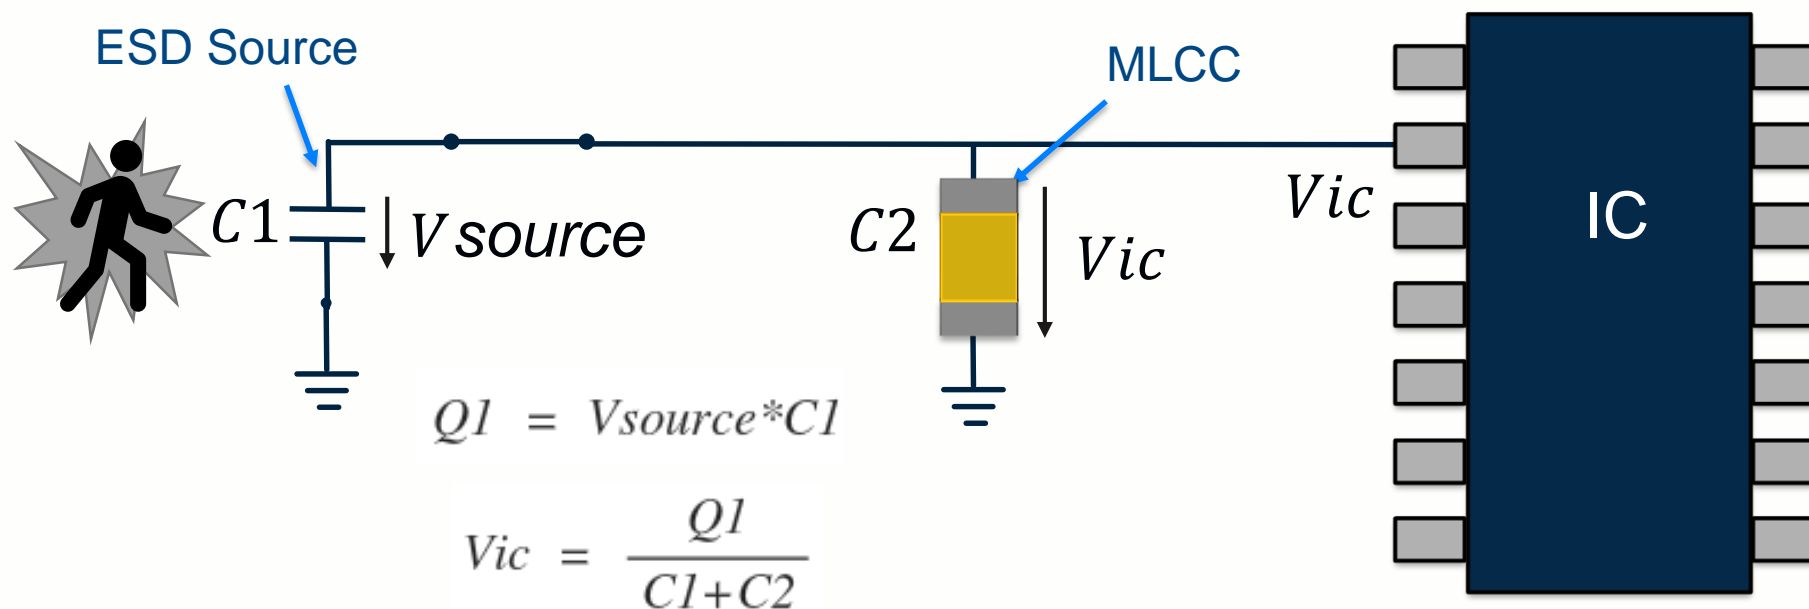 ESD Source
MLCC
C1
V source
C2
Vic
Vic
IC
Q1 = Vsource*C1
Vic = Q1
C1+C2